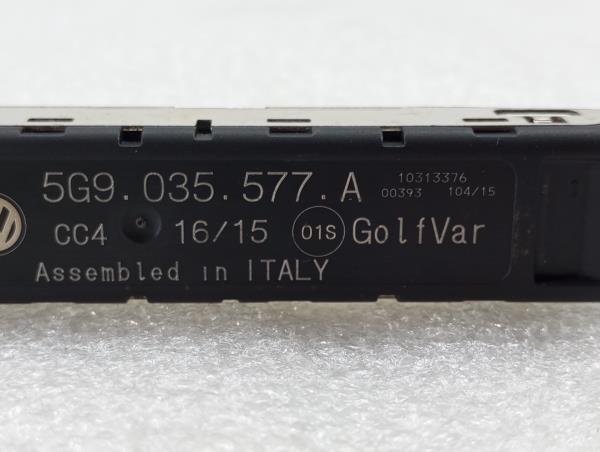 5G9.035.577.A
10313376
00393 104/15
CC4 16/15 01S GolfVar
Assembled in ITALY